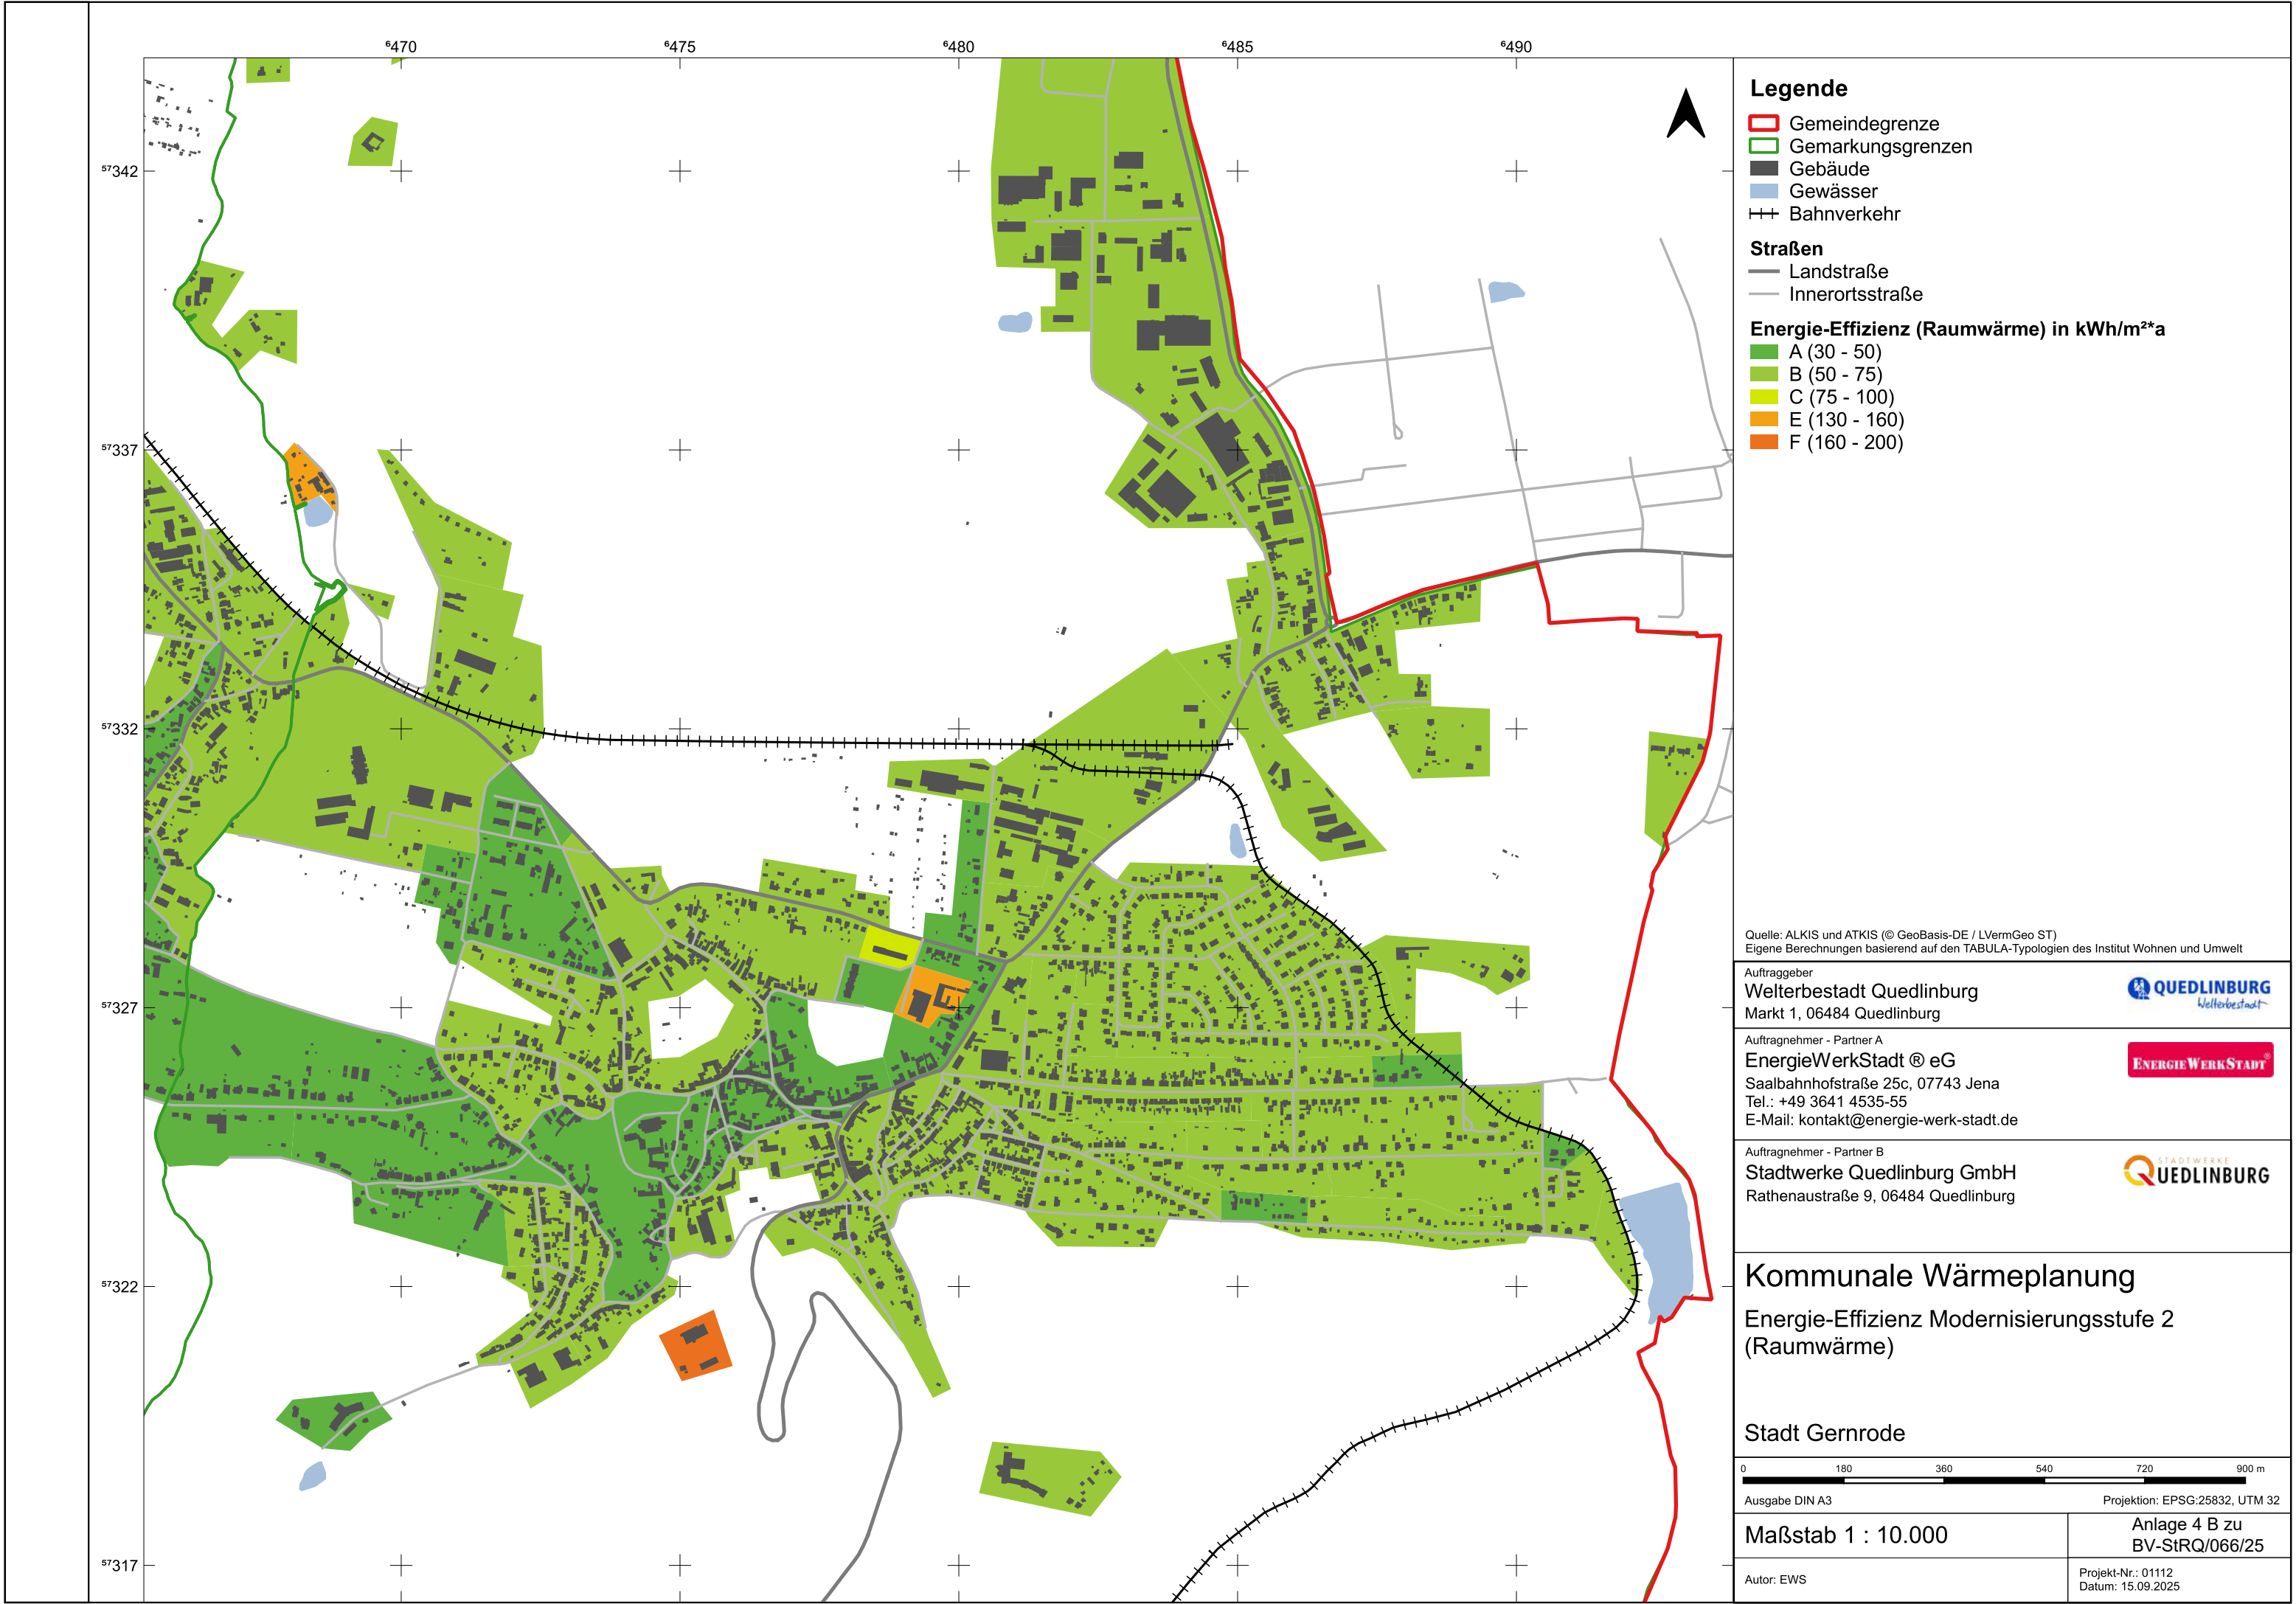 ⁶470
⁶475
⁶480
⁶485
⁶490
⁵⁷342
⁵⁷337
⁵⁷332
⁵⁷327
⁵⁷322
⁵⁷317
Legende
Gemeindegrenze
Gemarkungsgrenzen
Gebäude
Gewässer
Bahnverkehr
Straßen
Landstraße
Innerortsstraße
Energie-Effizienz (Raumwärme) in kWh/m²*a
A (30 - 50)
B (50 - 75)
C (75 - 100)
E (130 - 160)
F (160 - 200)
Quelle: ALKIS und ATKIS (© GeoBasis-DE / LVermGeo ST)
Eigene Berechnungen basierend auf den TABULA-Typologien des Institut Wohnen und Umwelt
Auftraggeber
Welterbestadt Quedlinburg
Markt 1, 06484 Quedlinburg
QUEDLINBURG
Welterbestadt
Auftragnehmer - Partner A
EnergieWerkStadt ® eG
Saalbahnhofstraße 25c, 07743 Jena
Tel.: +49 3641 4535-55
E-Mail: kontakt@energie-werk-stadt.de
ENERGIEWERKSTADT®
Auftragnehmer - Partner B
Stadtwerke Quedlinburg GmbH
Rathenaustraße 9, 06484 Quedlinburg
STADTWERKE
QUEDLINBURG
Kommunale Wärmeplanung
Energie-Effizienz Modernisierungsstufe 2
(Raumwärme)
Stadt Gernrode
0 180 360 540 720 900 m
Ausgabe DIN A3
Projektion: EPSG:25832, UTM 32
Maßstab 1 : 10.000
Anlage 4 B zu
BV-StRQ/066/25
Autor: EWS
Projekt-Nr.: 01112
Datum: 15.09.2025